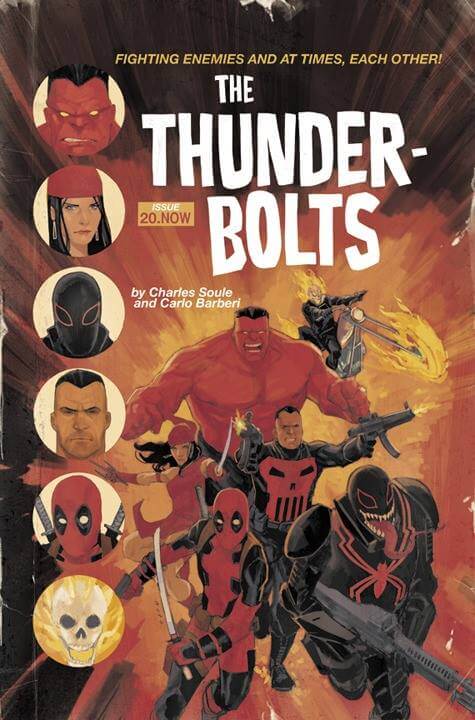 FIGHTING ENEMIES AND AT TIMES, EACH OTHER!
THE
THUNDER-
BOLTS
ISSUE
20.NOW
by Charles Soule
and Carlo Barberi